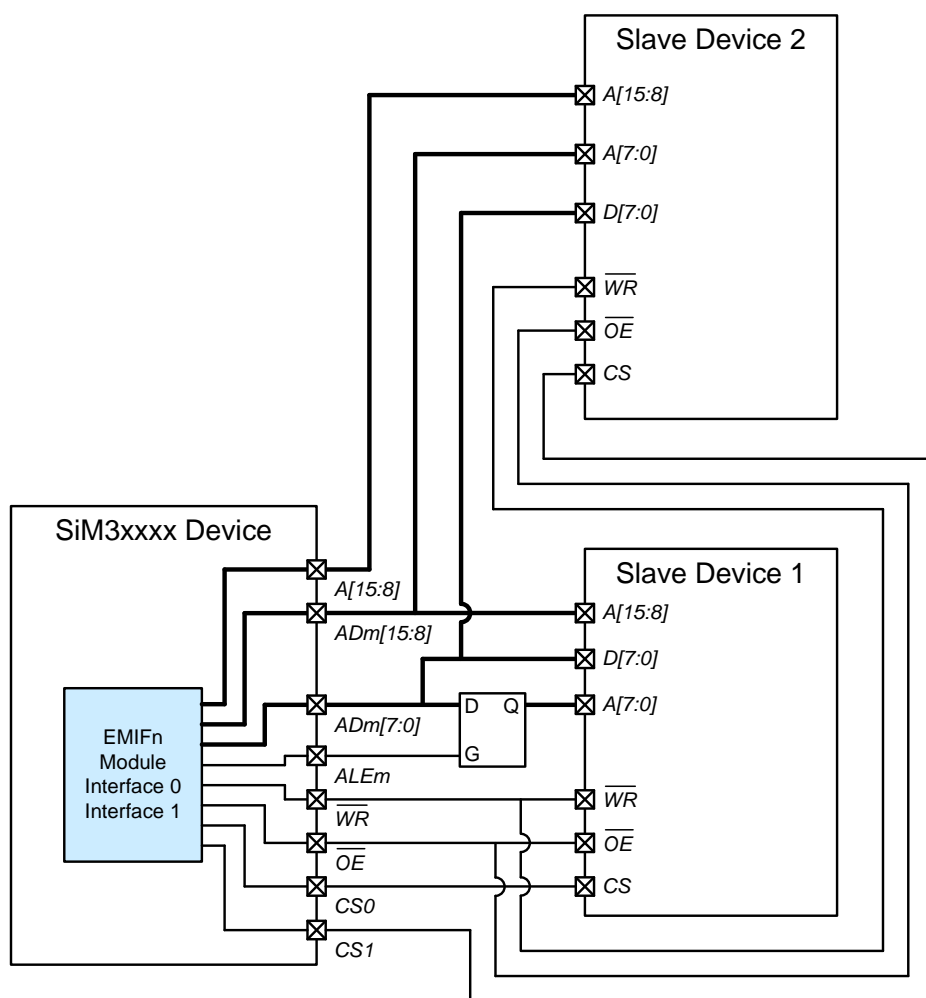 Slave Device 2
A[15:8]
A[7:0]
D[7:0]
WR
OE
CS
SiM3xxxx Device
A[15:8]
ADm[15:8]
ADm[7:0]
ALEm
WR
OE
CS0
CS1
EMIFn
Module
Interface 0
Interface 1
D Q
G
Slave Device 1
A[15:8]
D[7:0]
A[7:0]
WR
OE
CS